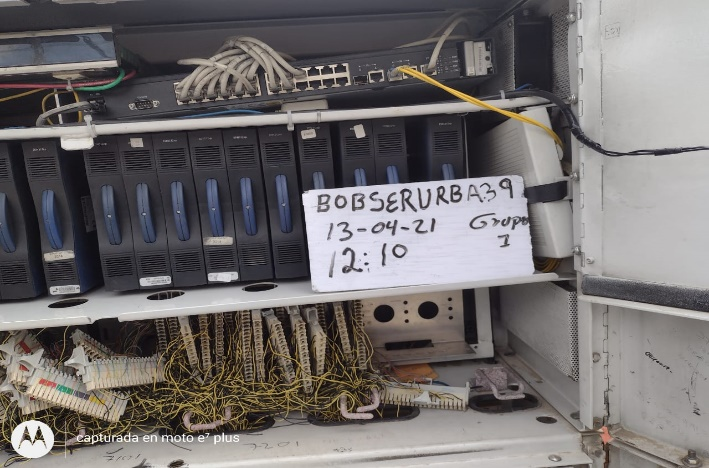 BOBSERURBA39
13-04-21 Grupo
12:10 I
capturada en moto e⁷ plus